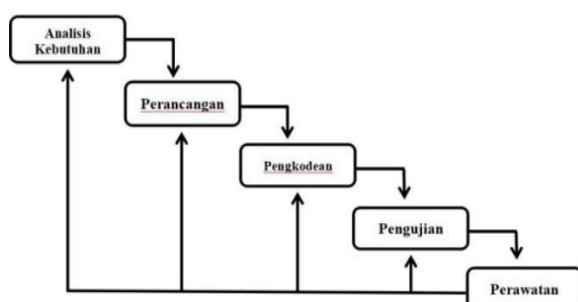 Analisis
Kebutuhan
Perancangan
Pengkodean
Pengujian
Perawatan